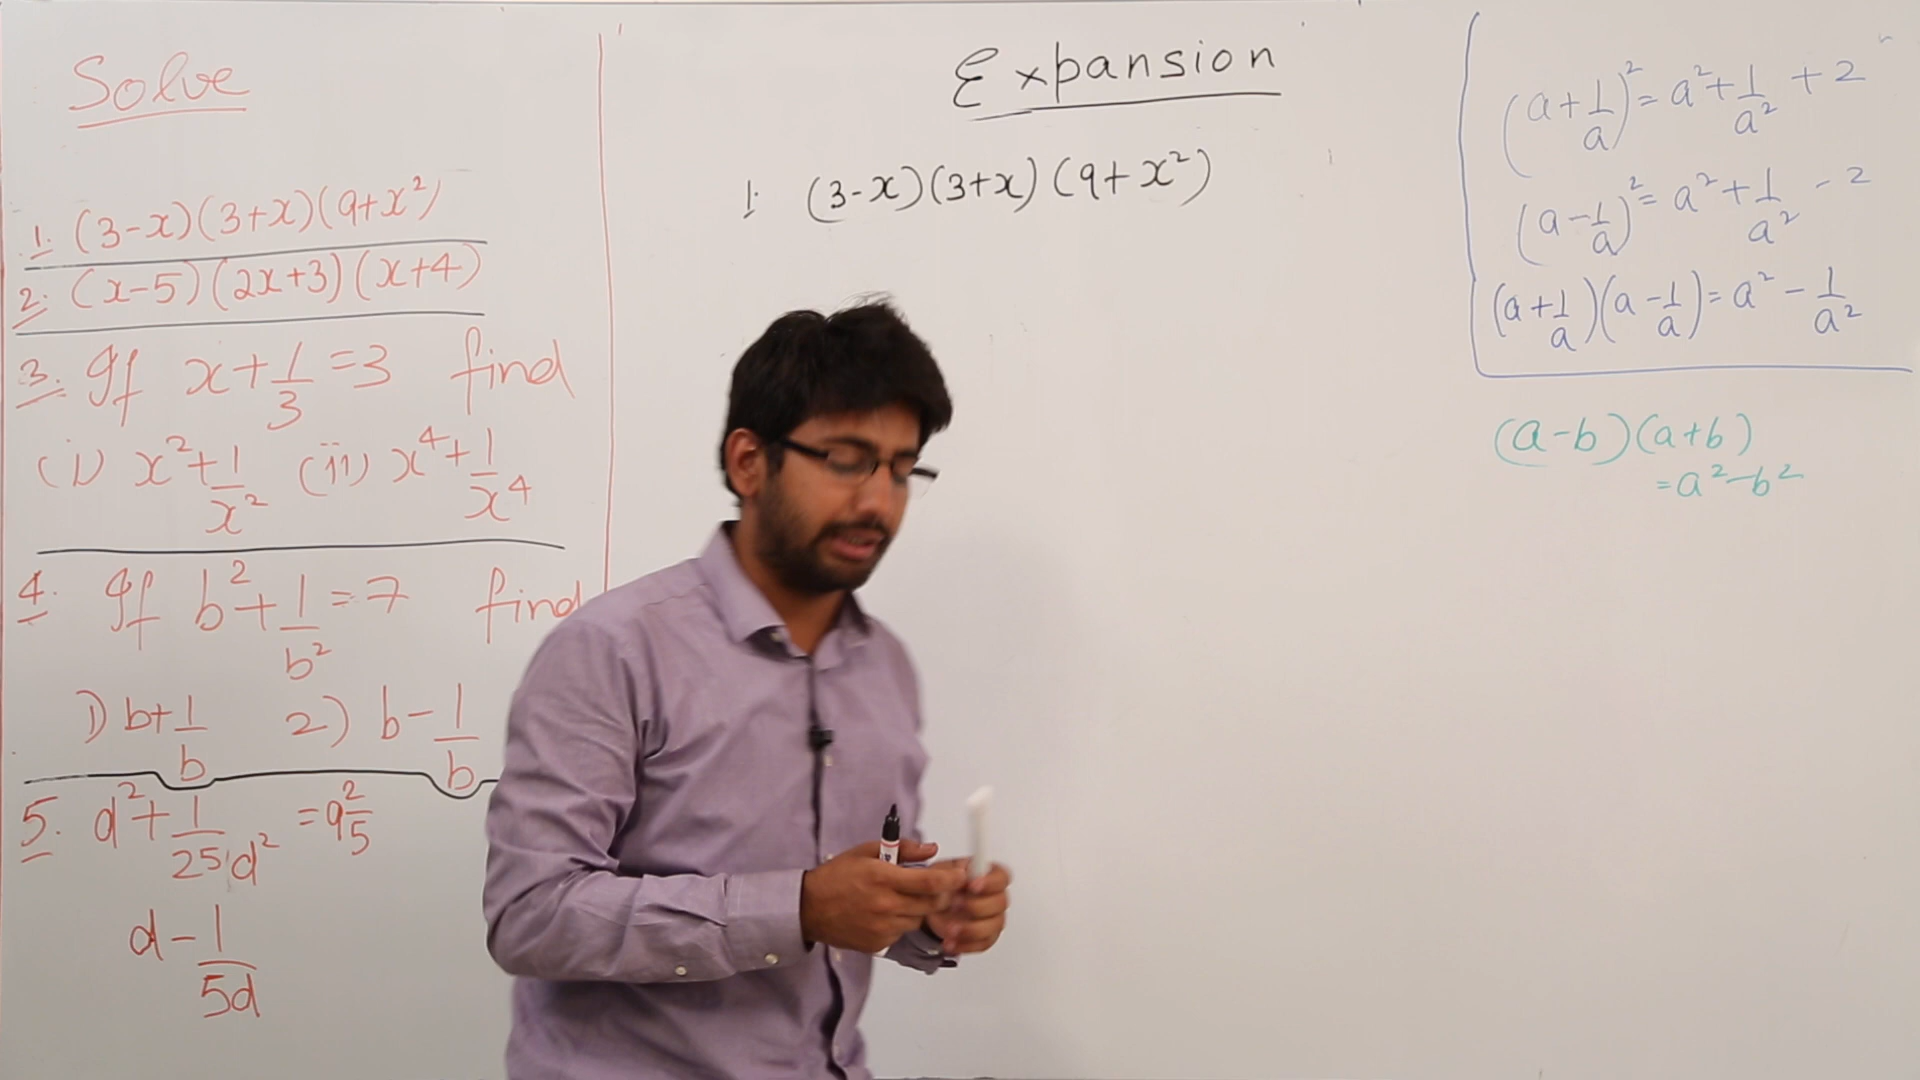 Solve
1. (3-x)(3+x)(9+x²)
2. (x-5)(2x+3)(x+4)
3. If x+1/3=3 find
(i) x²+1/x² (ii) x⁴+1/x⁴
4. If b²+1/b²=7 find
1) b+1/b 2) b-1/b
5. d²+1/25d² =9 2/5
d-1/5d
Expansion
1. (3-x)(3+x)(9+x²)
(a+1/a)²=a²+1/a²+2
(a-1/a)²=a²+1/a²-2
(a+1/a)(a-1/a)=a²-1/a²
(a-b)(a+b)
=a²-b²